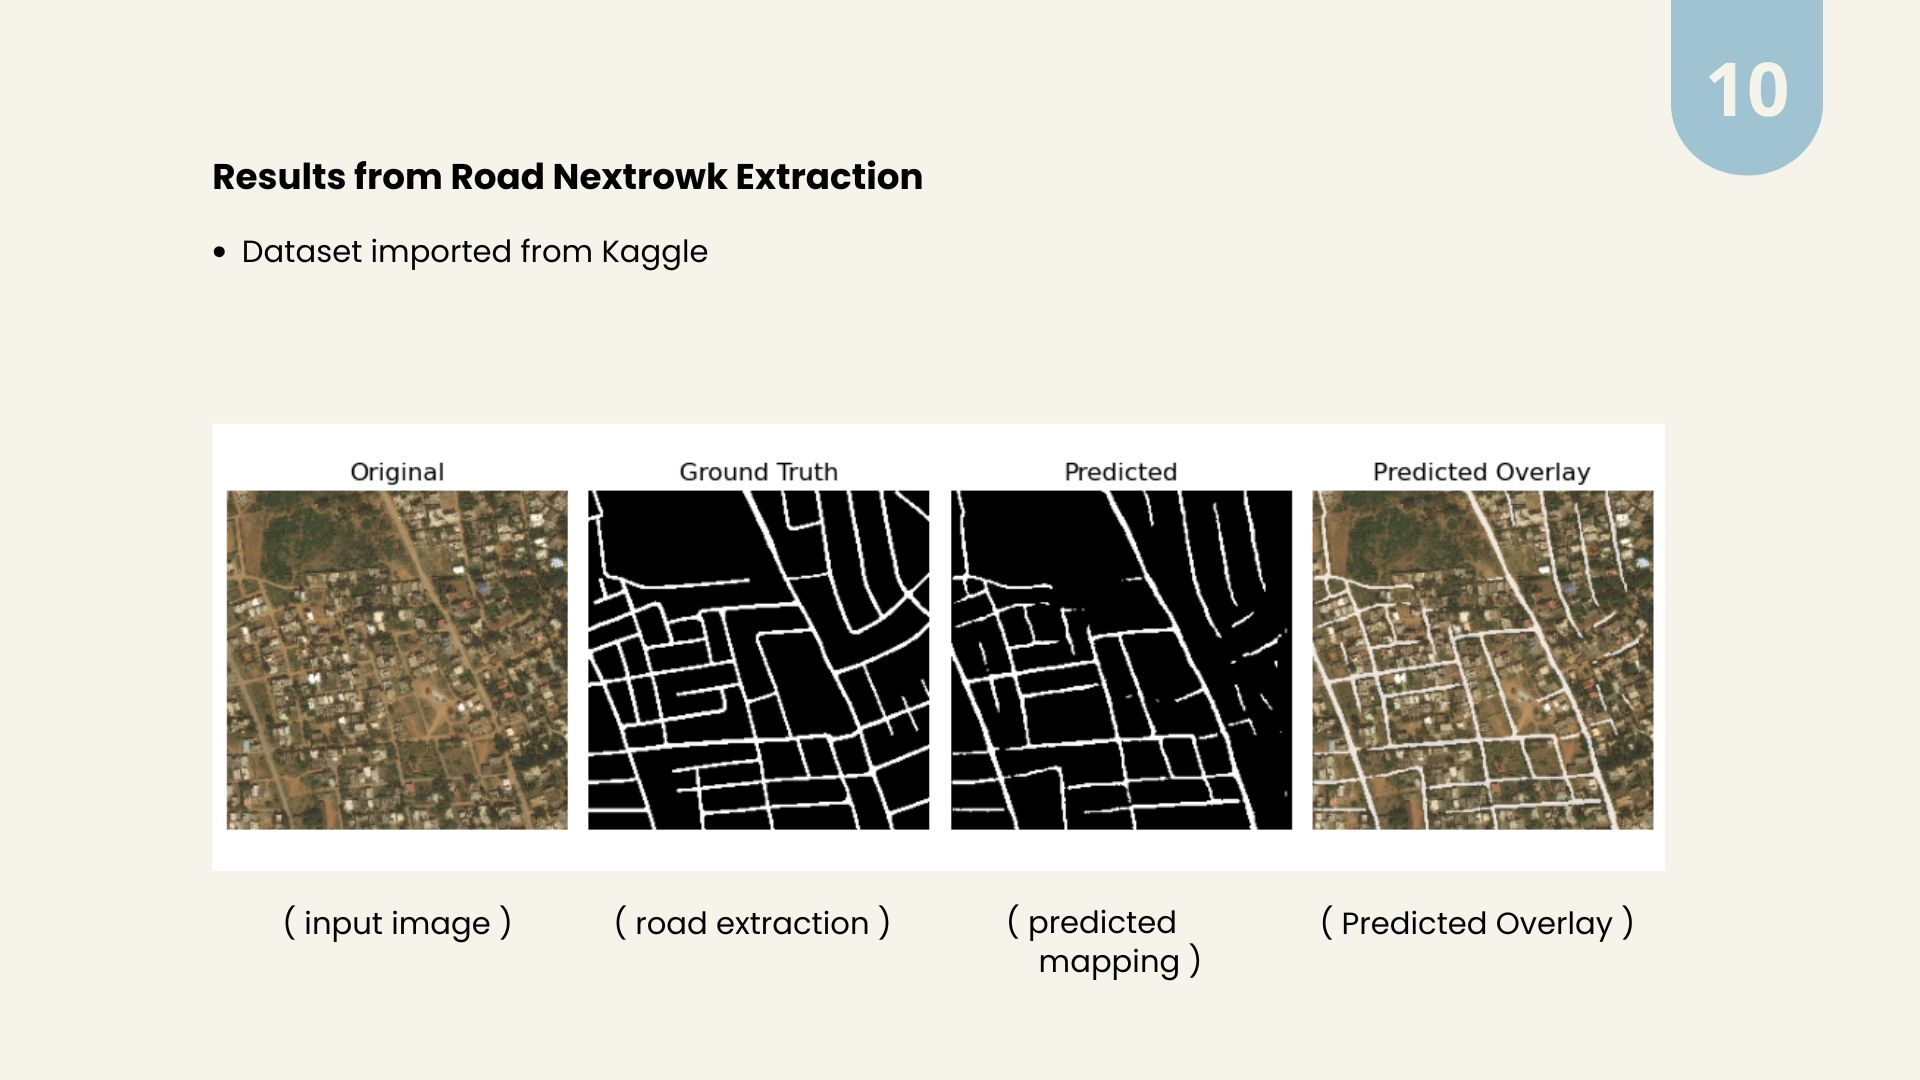 10
Results from Road Nextrowk Extraction
• Dataset imported from Kaggle
Original
Ground Truth
Predicted
Predicted Overlay
( input image )
( road extraction )
( predicted
mapping )
( Predicted Overlay )